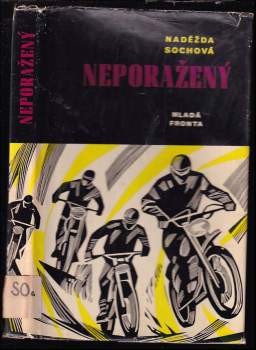 NADĚŽDA
SOCHOVÁ
NEPORAŽENÝ
MLADÁ
FRONTA
NEPORAŽENÝ
SO.